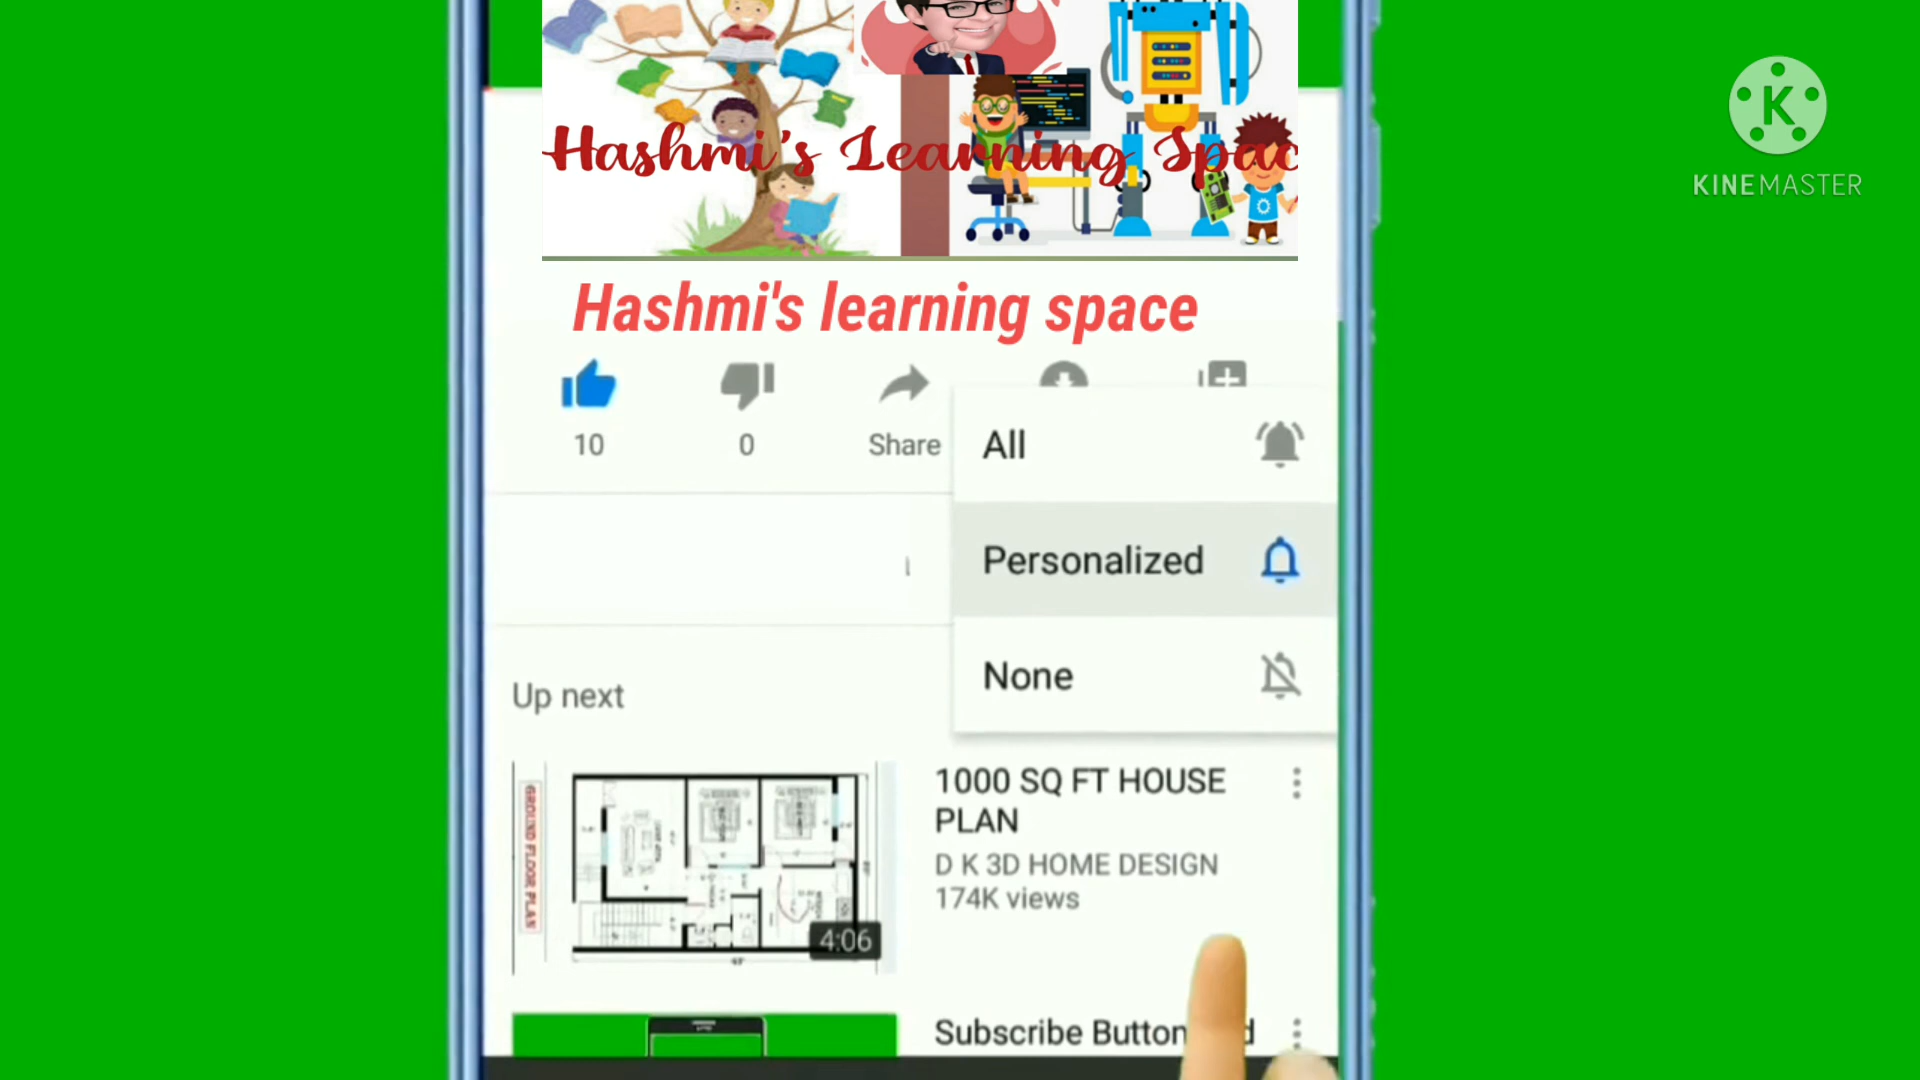 Hashmi's Learning Spac
K
KINEMASTER
Hashmi's learning space
10
0
Share
All
Personalized
None
Up next
1000 SQ FT HOUSE
PLAN
D K 3D HOME DESIGN
174K views
GROUND FLOOR PLAN
4:06
Subscribe Button